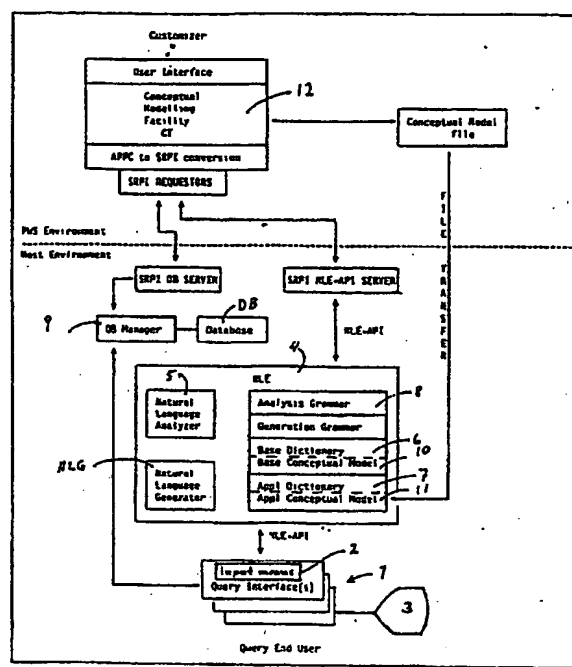 Customizer
User Interface
Conceptual
Modelling
Facility
CT
12
Conceptual Model
File
APPC to SRPI conversion
SRPI REQUESTORS
FILE TRANSFER
PWS Environment
Host Environment
SRPI DB SERVER
SRPI NLE-API SERVER
9
DB Manager
Database
DB
NLE-API
4
NLE
5
Natural
Language
Analyzer
Analysis Grammar
8
Generation Grammar
Base Dictionary
6
Base Conceptual Model
10
NLG
Natural
Language
Generator
Appl Dictionary
7
Appl Conceptual Model
11
NLE-API
2
Input means
Query Interface(s)
1
3
Query End User